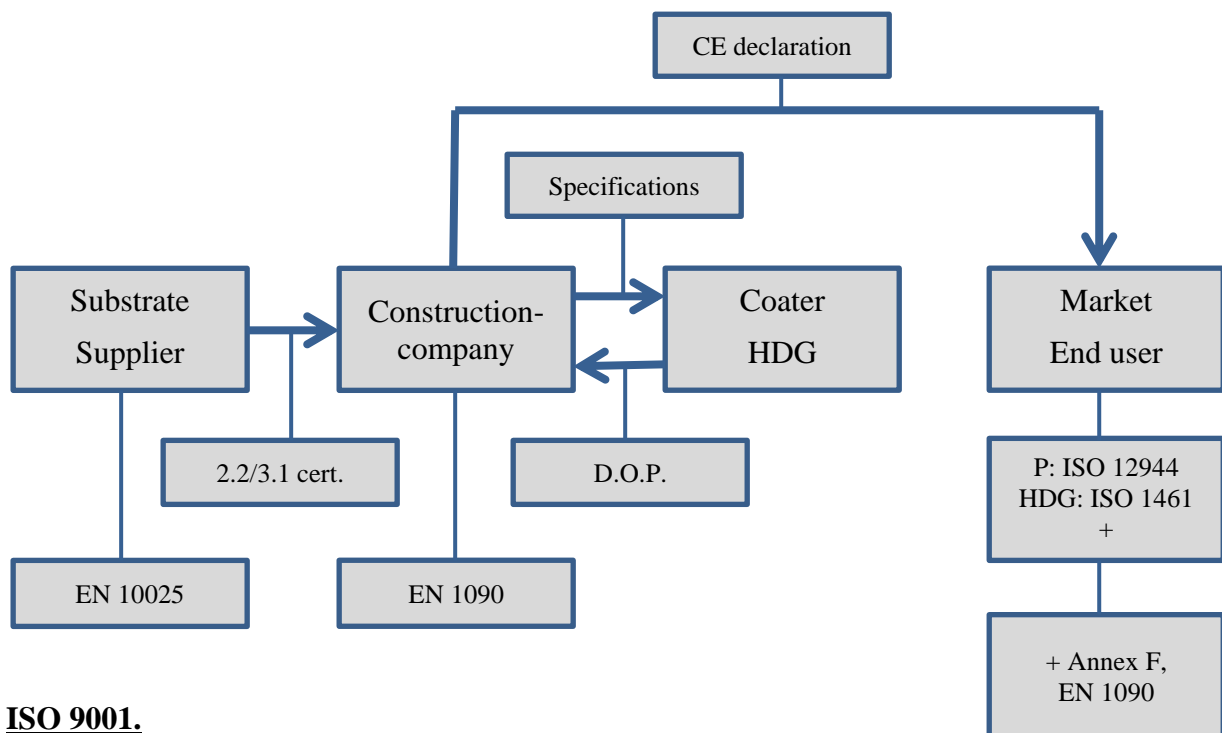 CE declaration
Specifications
Substrate
Supplier
Construction-
company
Coater
HDG
Market
End user
2.2/3.1 cert.
D.O.P.
P: ISO 12944
HDG: ISO 1461
+
EN 10025
EN 1090
+ Annex F,
EN 1090
ISO 9001.